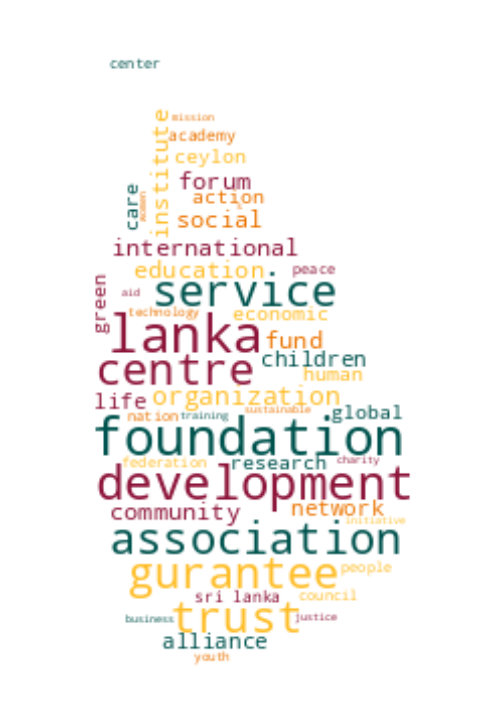 center
mission
institute
academy
ceylon
forum
care
women
action
social
international
education peace
green
aid
service
technology
economic
lanka
fund
children
centre
human
life
organization
nation training sustainable
global
foundation
federation research charity
development
community network
initiative
association
gurantee people
sri lanka council
business trust justice
alliance
youth